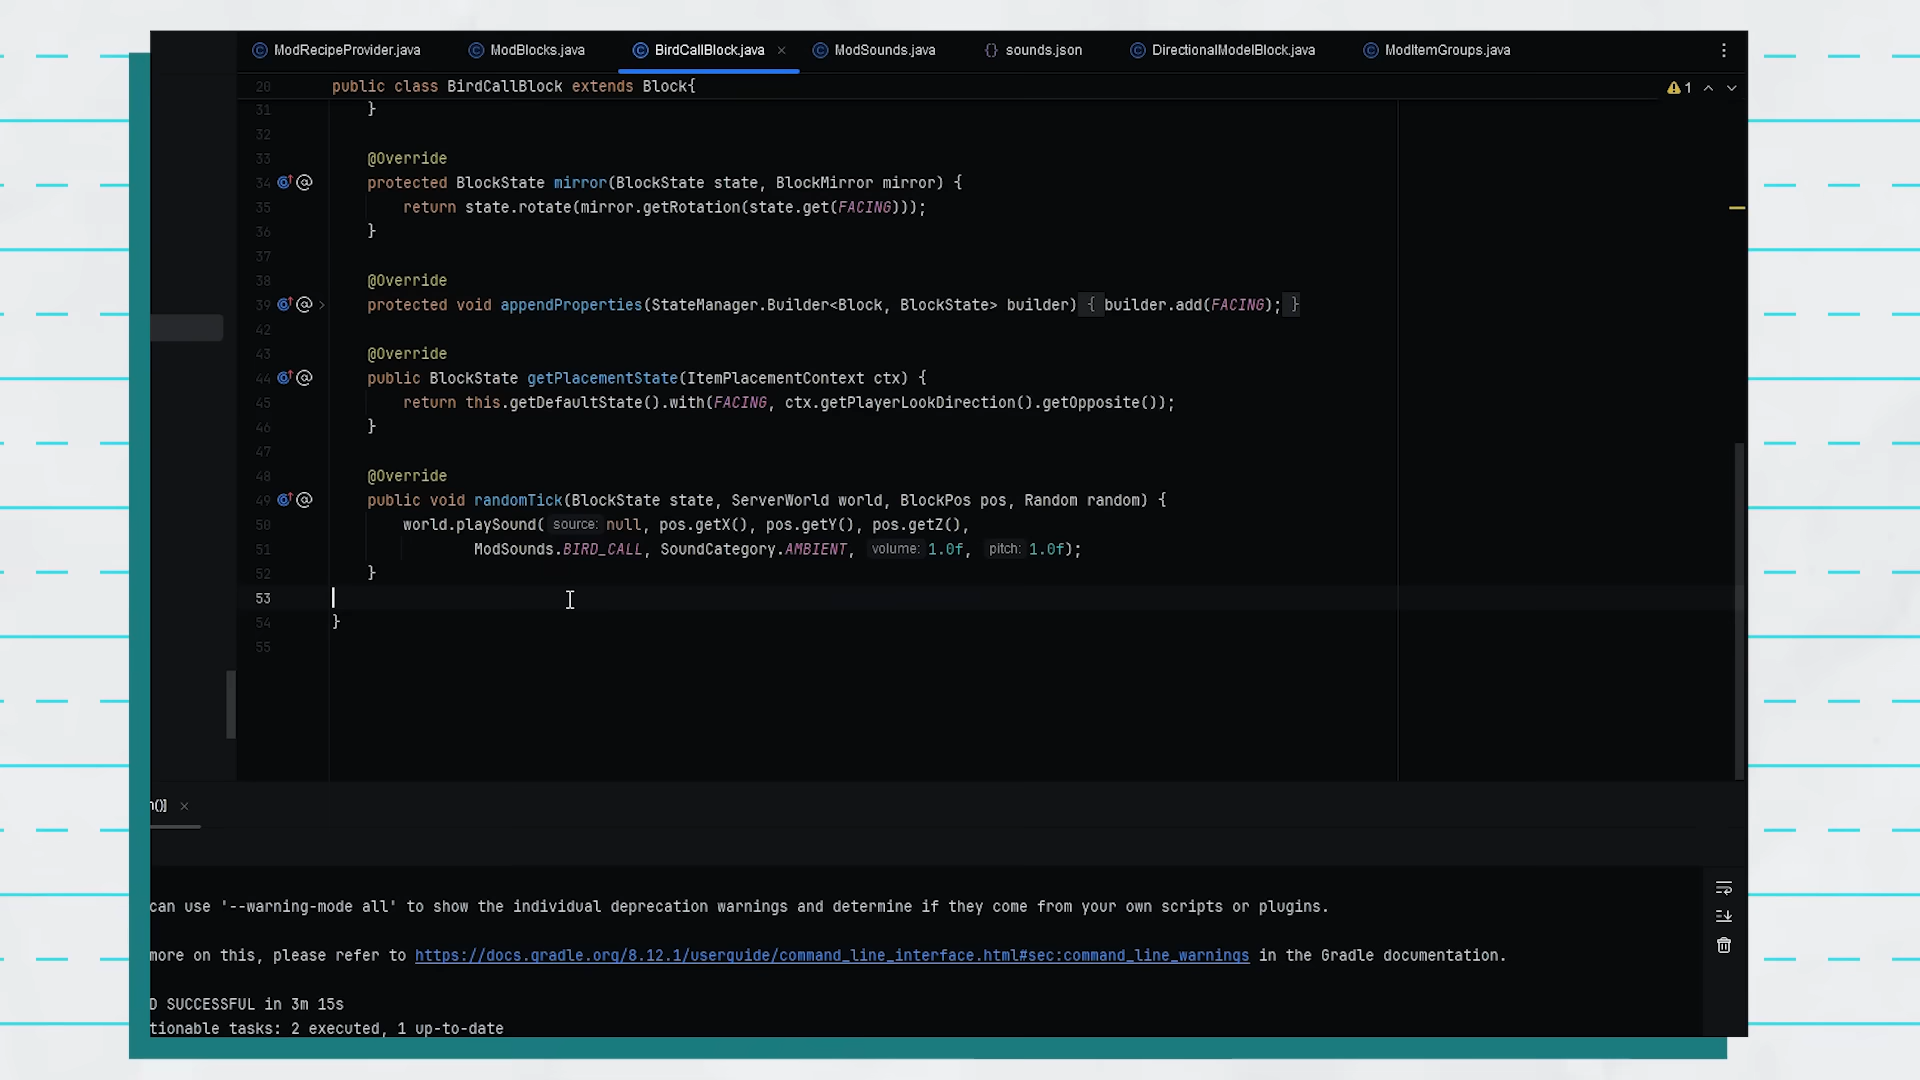 ModRecipeProvider.java ModBlocks.java BirdCallBlock.java ModSounds.java {} sounds.json DirectionalModelBlock.java ModItemGroups.java
20 public class BirdCallBlock extends Block{ 1
31 }
32
33 @Override
34 protected BlockState mirror(BlockState state, BlockMirror mirror) {
35 return state.rotate(mirror.getRotation(state.get(FACING)));
36 }
37
38 @Override
39 protected void appendProperties(StateManager.Builder<Block, BlockState> builder) { builder.add(FACING); }
42
43 @Override
44 public BlockState getPlacementState(ItemPlacementContext ctx) {
45 return this.getDefaultState().with(FACING, ctx.getPlayerLookDirection().getOpposite());
46 }
47
48 @Override
49 public void randomTick(BlockState state, ServerWorld world, BlockPos pos, Random random) {
50 world.playSound( source: null, pos.getX(), pos.getY(), pos.getZ(),
51 ModSounds.BIRD_CALL, SoundCategory.AMBIENT, volume: 1.0f, pitch: 1.0f);
52 }
53
54 }
55
()]
can use '--warning-mode all' to show the individual deprecation warnings and determine if they come from your own scripts or plugins.
more on this, please refer to https://docs.gradle.org/8.12.1/userguide/command_line_interface.html#sec:command_line_warnings in the Gradle documentation.
D SUCCESSFUL in 3m 15s
tionable tasks: 2 executed, 1 up-to-date